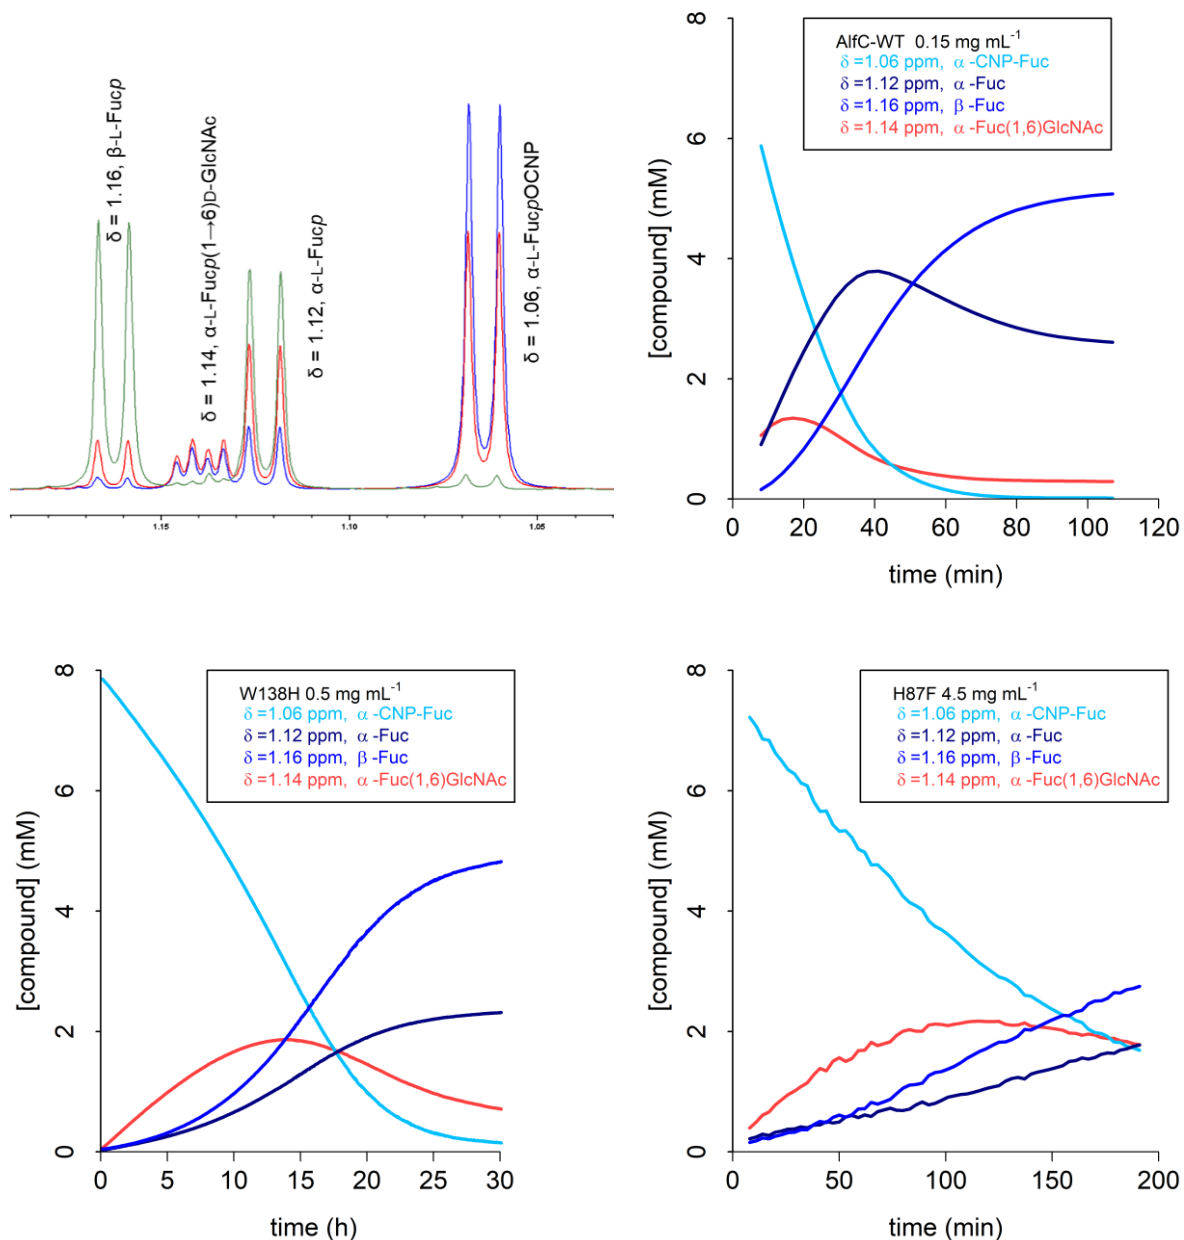 δ = 1.16, β-L-Fucp
δ = 1.14, α-L-Fucp(1→6)D-GlcNAc
δ = 1.12, α-L-Fucp
δ = 1.06, α-L-FucpOCNP
1.15
1.10
1.05
AlfC-WT 0.15 mg mL⁻¹
δ =1.06 ppm, α -CNP-Fuc
δ =1.12 ppm, α -Fuc
δ =1.16 ppm, β -Fuc
δ =1.14 ppm, α -Fuc(1,6)GlcNAc
[compound] (mM)
8
6
4
2
0
0 20 40 60 80 100 120
time (min)
W138H 0.5 mg mL⁻¹
δ =1.06 ppm, α -CNP-Fuc
δ =1.12 ppm, α -Fuc
δ =1.16 ppm, β -Fuc
δ =1.14 ppm, α -Fuc(1,6)GlcNAc
[compound] (mM)
8
6
4
2
0
0 5 10 15 20 25 30
time (h)
H87F 4.5 mg mL⁻¹
δ =1.06 ppm, α -CNP-Fuc
δ =1.12 ppm, α -Fuc
δ =1.16 ppm, β -Fuc
δ =1.14 ppm, α -Fuc(1,6)GlcNAc
[compound] (mM)
8
6
4
2
0
0 50 100 150 200
time (min)